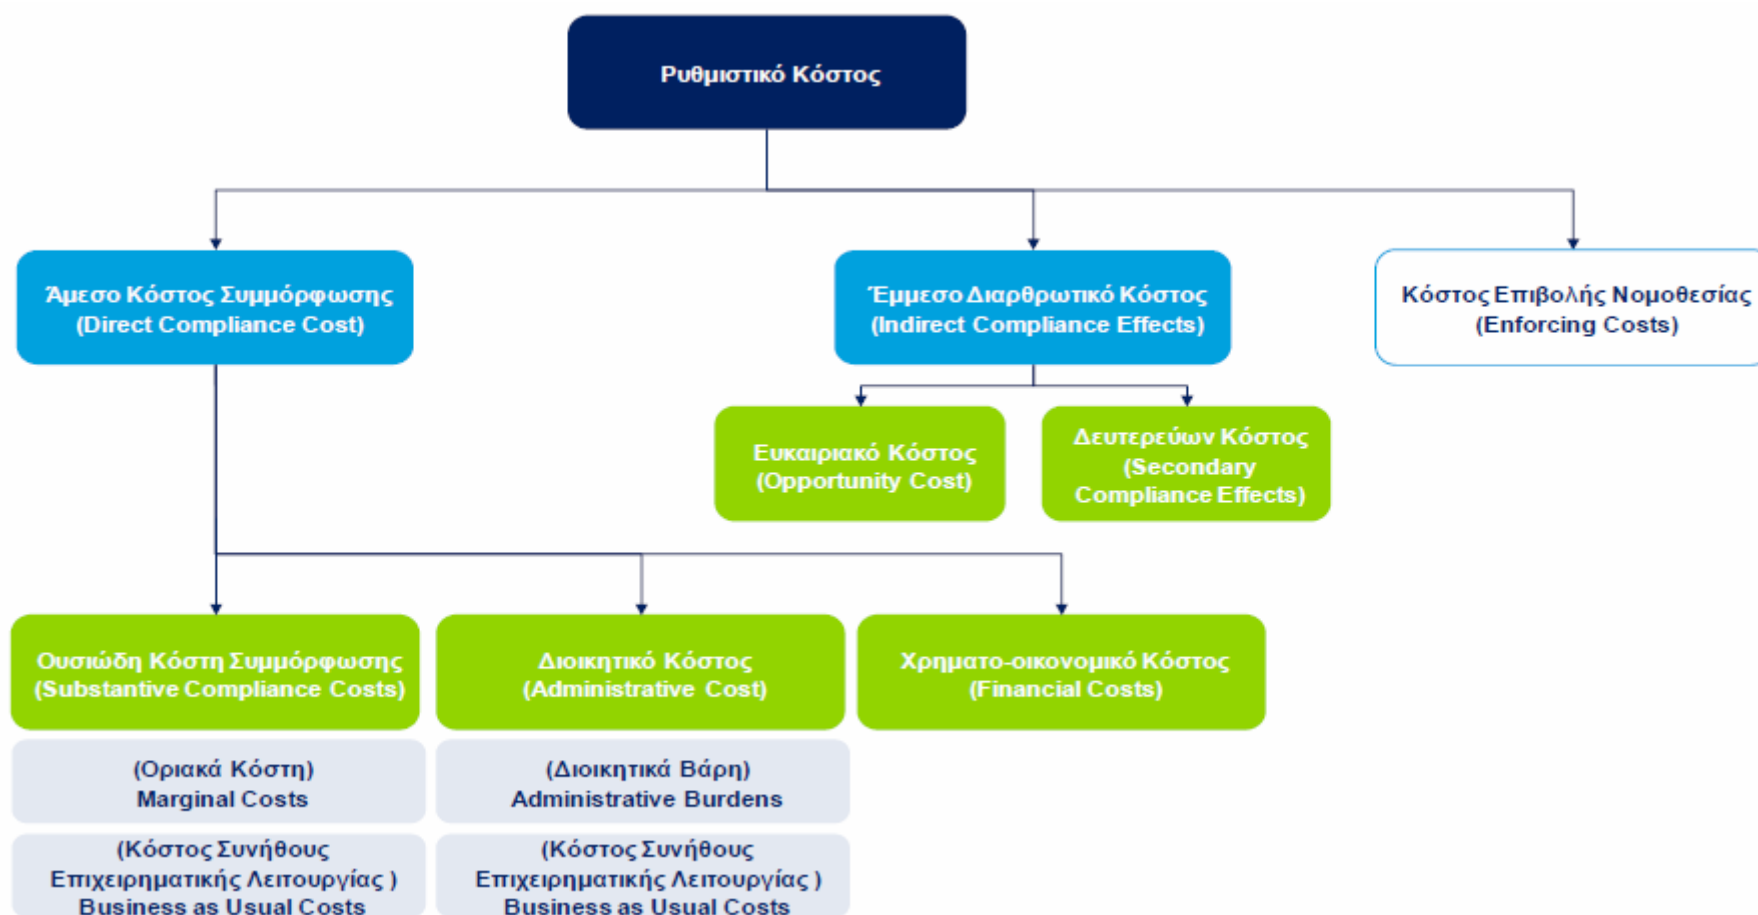 Ρυθμιστικό Κόστος
Άμεσο Κόστος Συμμόρφωσης
(Direct Compliance Cost)
Έμμεσο Διαρθρωτικό Κόστος
(Indirect Compliance Effects)
Κόστος Επιβολής Νομοθεσίας
(Enforcing Costs)
Ευκαιριακό Κόστος
(Opportunity Cost)
Δευτερεύων Κόστος
(Secondary
Compliance Effects)
Ουσιώδη Κόστη Συμμόρφωσης
(Substantive Compliance Costs)
Διοικητικό Κόστος
(Administrative Cost)
Χρηματο-οικονομικό Κόστος
(Financial Costs)
(Οριακά Κόστη)
Marginal Costs
(Διοικητικά Βάρη)
Administrative Burdens
(Κόστος Συνήθους
Επιχειρηματικής Λειτουργίας )
Business as Usual Costs
(Κόστος Συνήθους
Επιχειρηματικής Λειτουργίας )
Business as Usual Costs